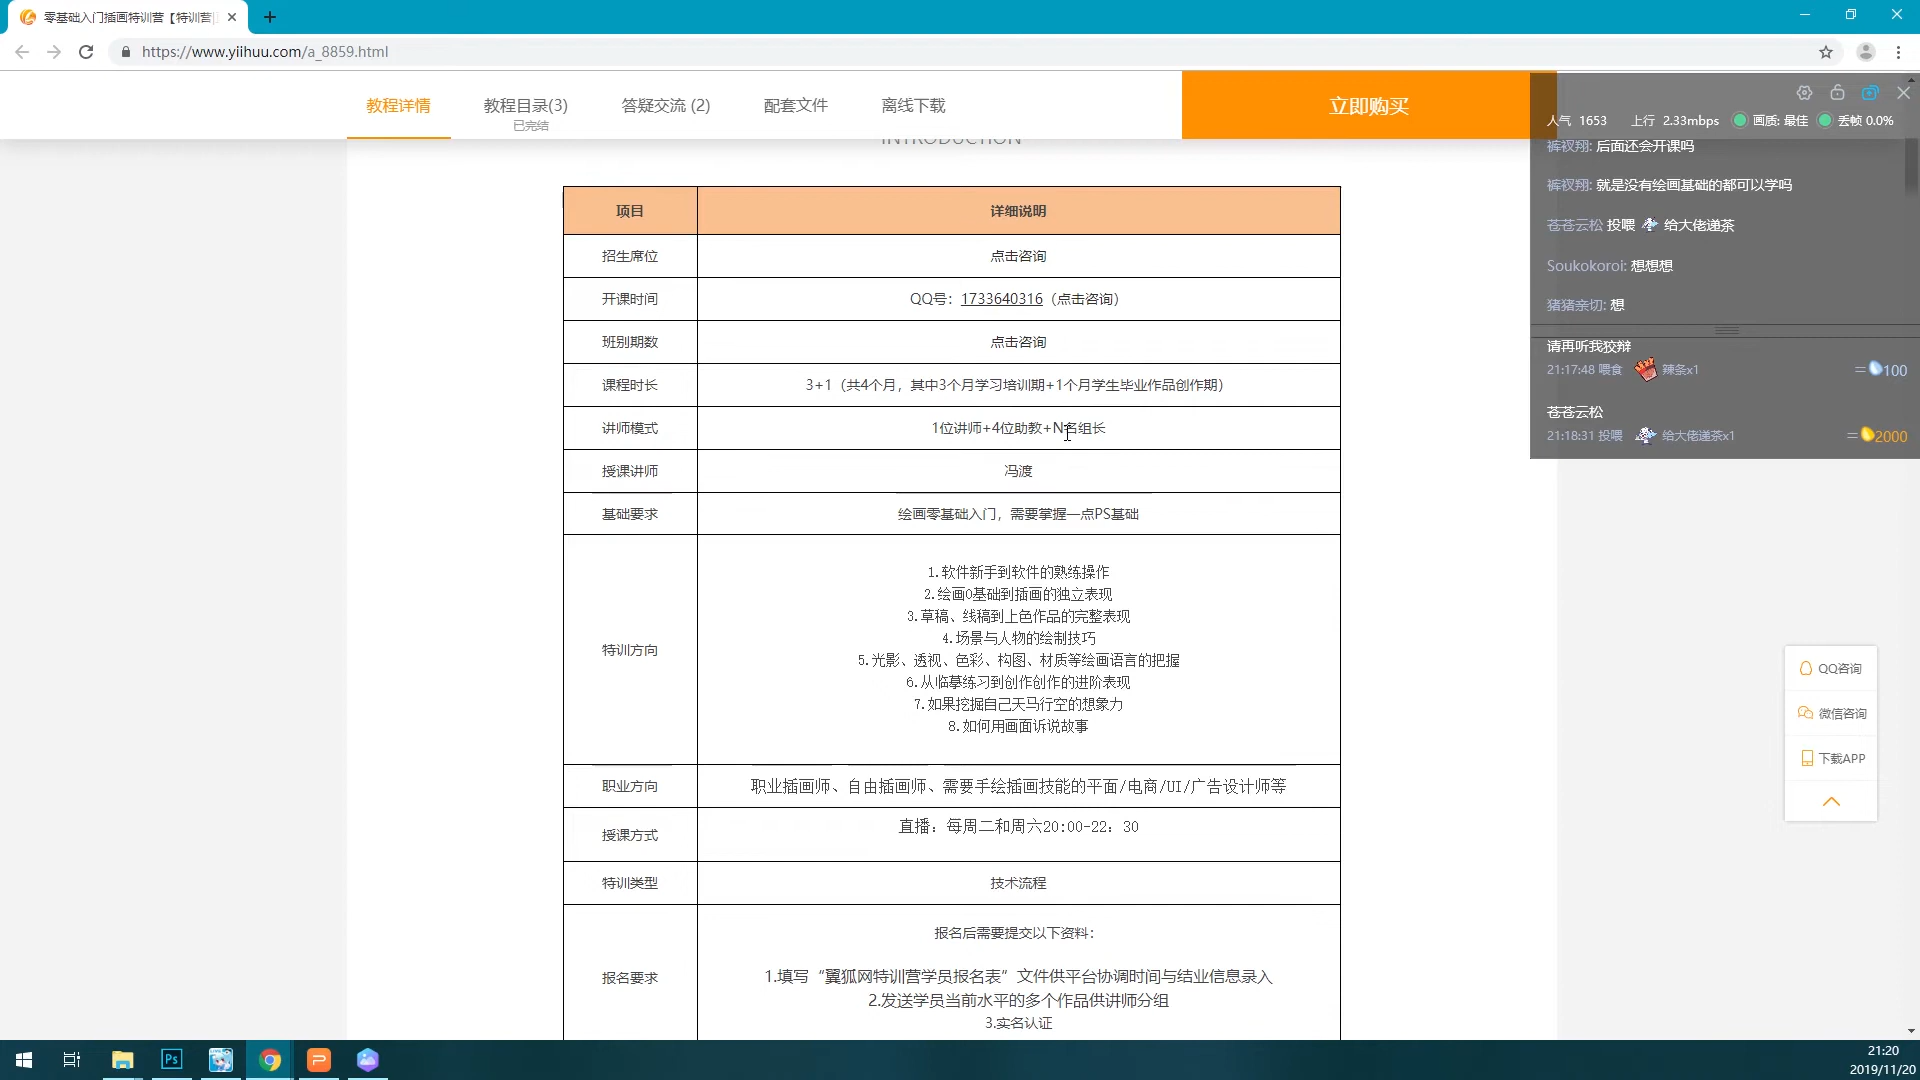 零基础入门插画特训营【特训营
https://www.yiihuu.com/a_8859.html
教程详情
教程目录(3)
已完结
答疑交流 (2)
配套文件
离线下载
立即购买
INTRODUCTION
项目
详细说明
招生席位
点击咨询
开课时间
QQ号：1733640316（点击咨询）
班别期数
点击咨询
课程时长
3+1（共4个月，其中3个月学习培训期+1个月学生毕业作品创作期）
讲师模式
1位讲师+4位助教+N名组长
授课讲师
冯渡
基础要求
绘画零基础入门，需要掌握一点PS基础
特训方向
1.软件新手到软件的熟练操作
2.绘画0基础到插画的独立表现
3.草稿、线稿到上色作品的完整表现
4.场景与人物的绘制技巧
5.光影、透视、色彩、构图、材质等绘画语言的把握
6.从临摹练习到创作创作的进阶表现
7.如果挖掘自己天马行空的想象力
8.如何用画面诉说故事
职业方向
职业插画师、自由插画师、需要手绘插画技能的平面/电商/UI/广告设计师等
授课方式
直播：每周二和周六20:00-22：30
特训类型
技术流程
报名要求
报名后需要提交以下资料：
1.填写“翼狐网特训营学员报名表”文件供平台协调时间与结业信息录入
2.发送学员当前水平的多个作品供讲师分组
3.实名认证
人气 1653 上行 2.33mbps 画质: 最佳 丢帧 0.0%
裤衩翔: 后面还会开课吗
裤衩翔: 就是没有绘画基础的都可以学吗
苍苍云松 投喂 给大佬递茶
Soukokoroi: 想想想
猪猪亲切: 想
请再听我狡辩
21:17:48 喂食 辣条x1 =100
苍苍云松
21:18:31 投喂 给大佬递茶x1 =2000
QQ咨询
微信咨询
下载APP
Ps
21:20
2019/11/20